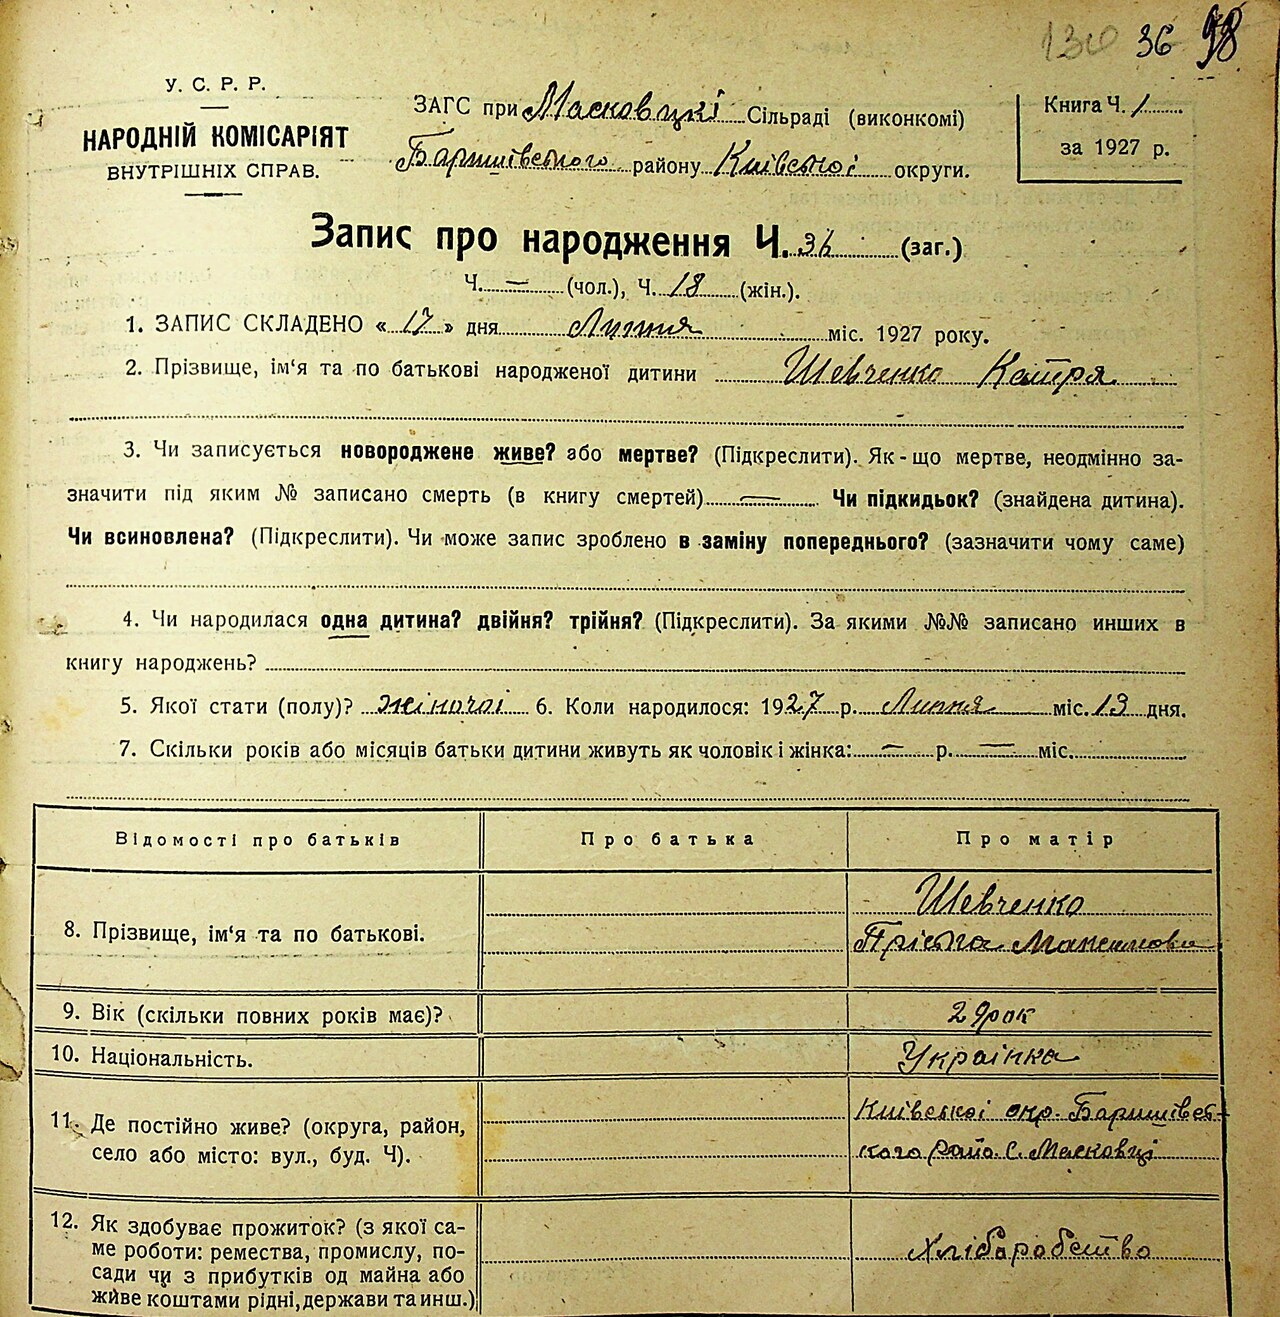 130 36 98
У. С. Р. Р.
НАРОДНІЙ КОМІСАРІЯТ
ВНУТРІШНІХ СПРАВ.
ЗАГС при Масковецкі Сільраді (виконкомі)
Баришівського району Київської округи.
Книга Ч. 1
за 1927 р.
Запис про народження Ч. 36 (заг.)
Ч. — (чол.), Ч. 18 (жін.).
1. ЗАПИС СКЛАДЕНО « 17 » дня Липня міс. 1927 року.
2. Прізвище, ім‘я та по батькові народженої дитини Шевченко Катря
3. Чи записується новороджене живе? або мертве? (Підкреслити). Як-що мертве, неодмінно за-
значити під яким № записано смерть (в книгу смертей) — Чи підкидьок? (знайдена дитина).
Чи всиновлена? (Підкреслити). Чи може запис зроблено в заміну попереднього? (зазначити чому саме)
4. Чи народилася одна дитина? двійня? трійня? (Підкреслити). За якими №№ записано инших в
книгу народжень?
5. Якої стати (полу)? жіночоі 6. Коли народилося: 1927 р. Липня міс. 13 дня.
7. Скільки років або місяців батьки дитини живуть як чоловік і жінка: — р. — міс.
Відомості про батьків Про батька Про матір
8. Прізвище, ім‘я та по батькові. Шевченко
Пріська Максимовна
9. Вік (скільки повних років має)? 29 рок
10. Національність. Українка
11. Де постійно живе? (округа, район,
село або місто: вул., буд. Ч).
Київської окр. Баришівсь-
кого райо. С. Масковці
12. Як здобуває прожиток? (з якої са-
ме роботи: ремества, промислу, по-
сади чи з прибутків од майна або
живе коштами рідні, держави та инш.)
Хліборобство